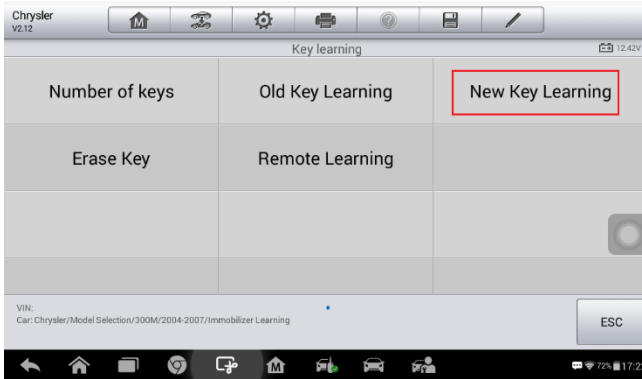 Chrysler
V2.12
Key learning
12.42V
Number of keys
Old Key Learning
New Key Learning
Erase Key
Remote Learning
VIN:
Car: Chrysler/Model Selection/300M/2004-2007/Immobilizer Learning
ESC
72%